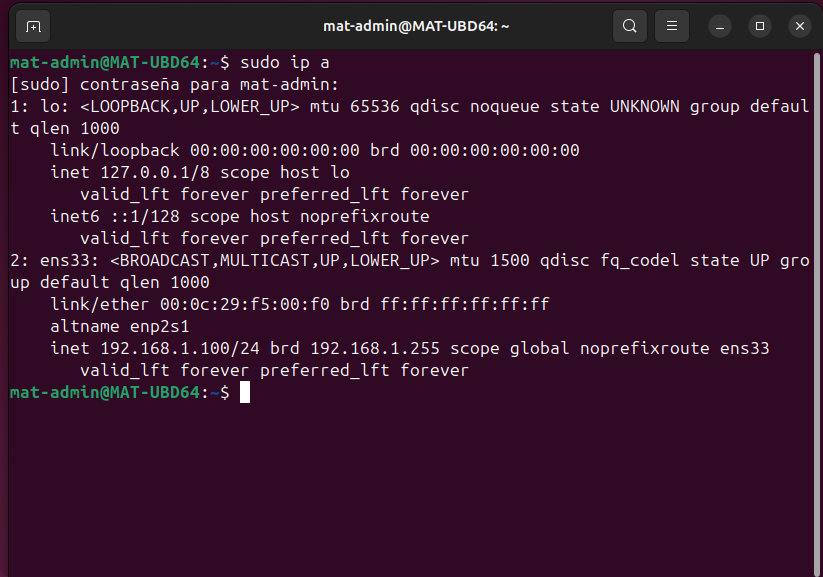 mat-admin@MAT-UBD64: ~
mat-admin@MAT-UBD64:~$ sudo ip a
[sudo] contraseña para mat-admin:
1: lo: <LOOPBACK,UP,LOWER_UP> mtu 65536 qdisc noqueue state UNKNOWN group defaul
t qlen 1000
    link/loopback 00:00:00:00:00:00 brd 00:00:00:00:00:00
    inet 127.0.0.1/8 scope host lo
       valid_lft forever preferred_lft forever
    inet6 ::1/128 scope host noprefixroute
       valid_lft forever preferred_lft forever
2: ens33: <BROADCAST,MULTICAST,UP,LOWER_UP> mtu 1500 qdisc fq_codel state UP gro
up default qlen 1000
    link/ether 00:0c:29:f5:00:f0 brd ff:ff:ff:ff:ff:ff
    altname enp2s1
    inet 192.168.1.100/24 brd 192.168.1.255 scope global noprefixroute ens33
       valid_lft forever preferred_lft forever
mat-admin@MAT-UBD64:~$